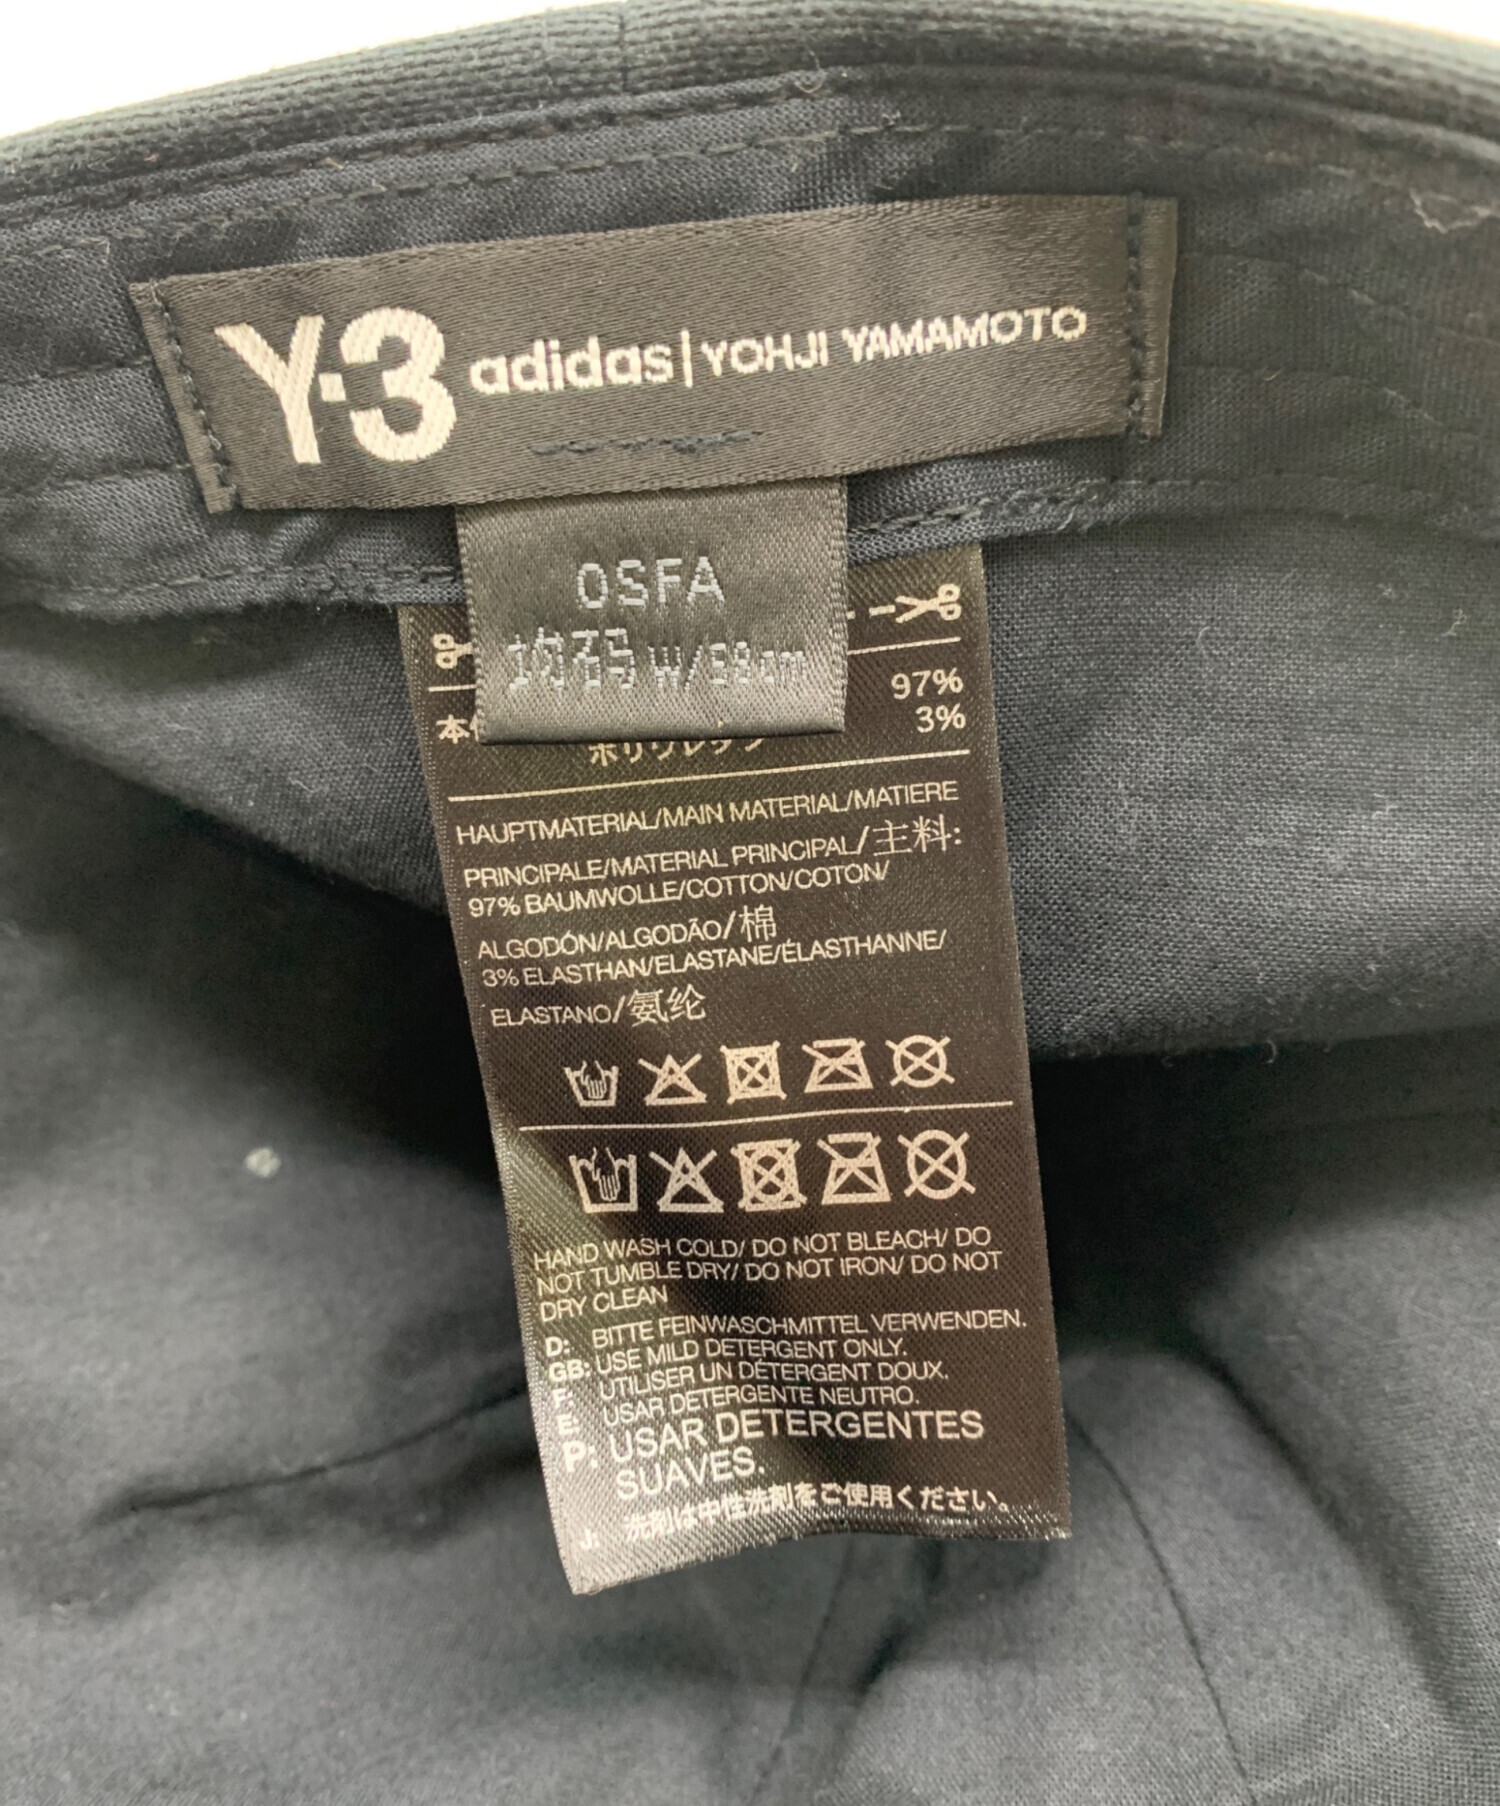 Y-3 adidas | YOHJI YAMAMOTO
OSFA
W/58cm
97%
本
3%
HAUPTMATERIAL/MAIN MATERIAL/MATIERE
PRINCIPALE/MATERIAL PRINCIPAL/主料:
97% BAUMWOLLE/COTTON/COTON/
ALGODÓN/ALGODÃO/棉
3% ELASTHAN/ELASTANE/ÉLASTHANNE/
ELASTANO/氨纶
HAND WASH COLD/ DO NOT BLEACH/ DO
NOT TUMBLE DRY/ DO NOT IRON/ DO NOT
DRY CLEAN
D: BITTE FEINWASCHMITTEL VERWENDEN.
GB: USE MILD DETERGENT ONLY.
F: UTILISER UN DÉTERGENT DOUX.
E: USAR DETERGENTE NEUTRO.
P: USAR DETERGENTES
SUAVES.
J: 洗剤は中性洗剤をご使用ください。